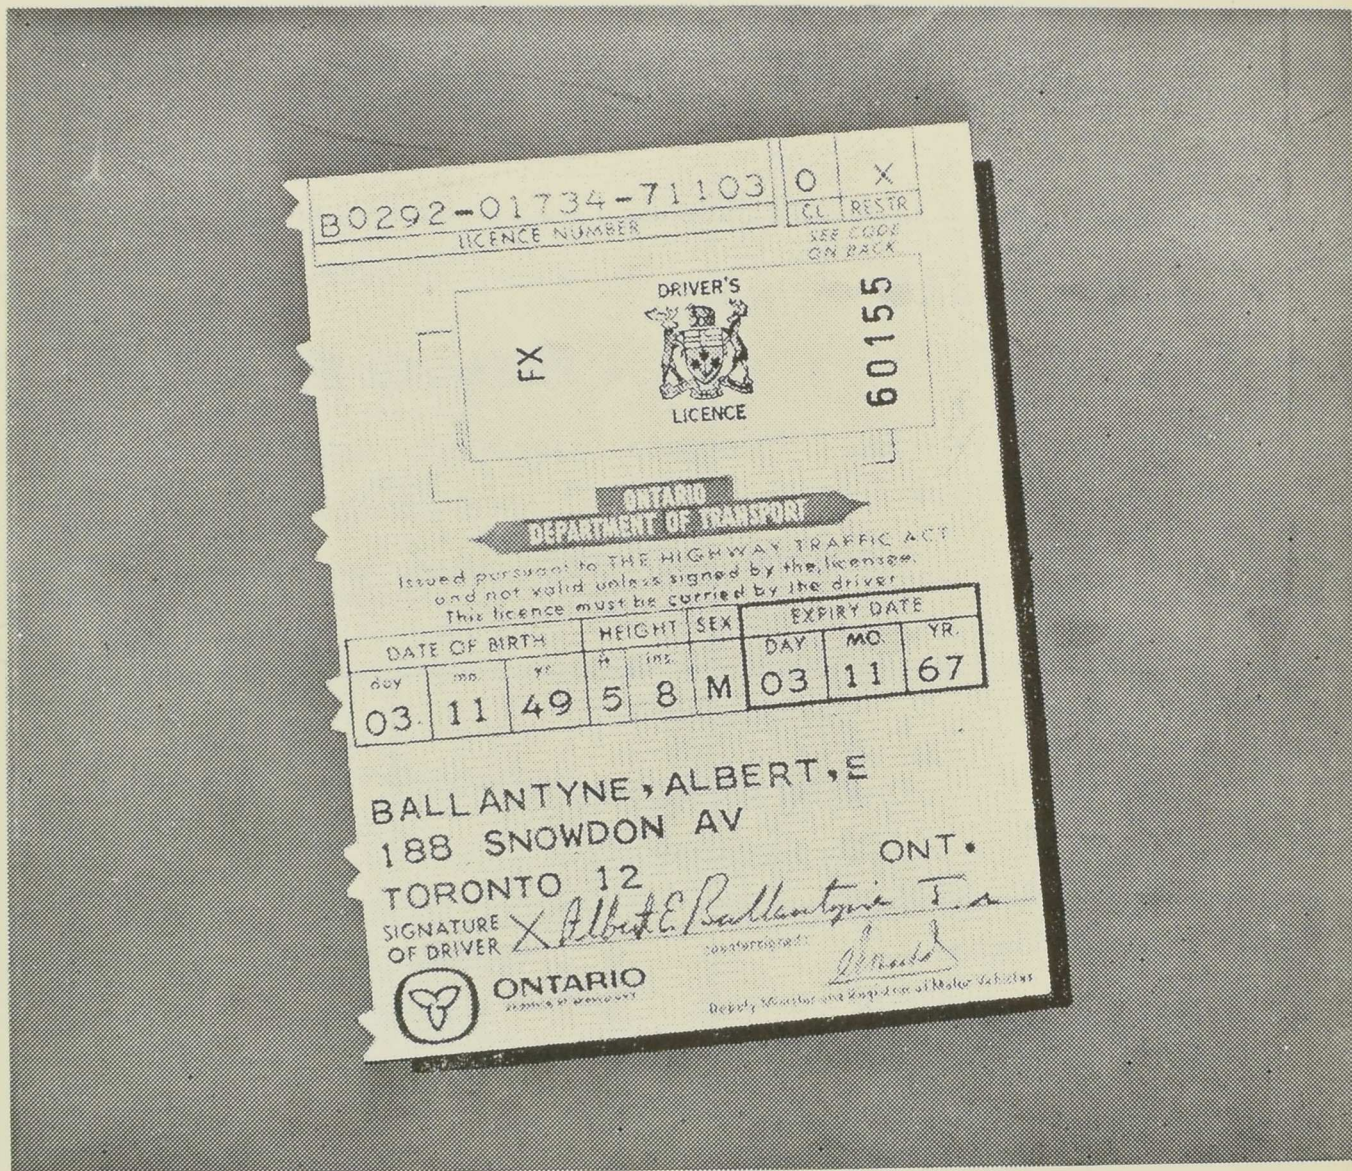 B0292-01734-71103 O X
LICENCE NUMBER CL RESTR
SEE CODE
ON BACK
DRIVER'S
FX
60155
LICENCE
ONTARIO
DEPARTMENT OF TRANSPORT
Issued pursuant to THE HIGHWAY TRAFFIC ACT
and not valid unless signed by the licensee.
This licence must be carried by the driver
DATE OF BIRTH HEIGHT SEX EXPIRY DATE
day mo. yr. ft. ins. DAY MO. YR.
03 11 49 5 8 M 03 11 67
BALLANTYNE, ALBERT, E
188 SNOWDON AV
TORONTO 12 ONT.
SIGNATURE
OF DRIVER X Albert E Ballantyne
countersigned:
ONTARIO
Deputy Minister and Registrar of Motor Vehicles